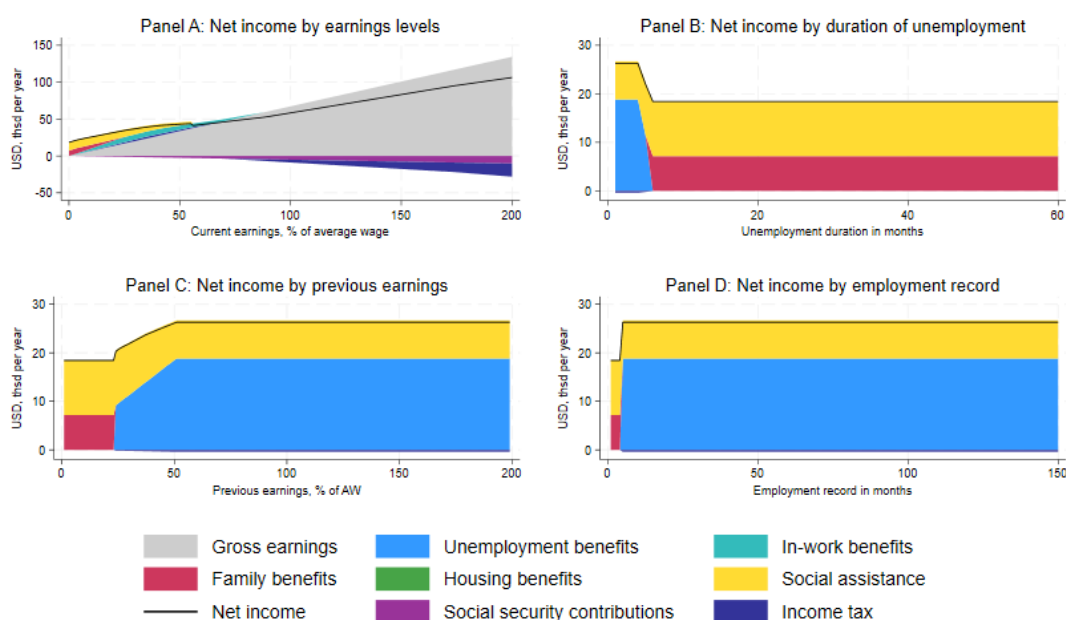 Panel A: Net income by earnings levels
USD, thsd per year
150
100
50
0
-50
0 50 100 150 200
Current earnings, % of average wage
Panel B: Net income by duration of unemployment
USD, thsd per year
30
20
10
0
0 20 40 60
Unemployment duration in months
Panel C: Net income by previous earnings
USD, thsd per year
30
20
10
0
0 50 100 150 200
Previous earnings, % of AW
Panel D: Net income by employment record
USD, thsd per year
30
20
10
0
0 50 100 150
Employment record in months
Gross earnings Unemployment benefits In-work benefits
Family benefits Housing benefits Social assistance
Net income Social security contributions Income tax